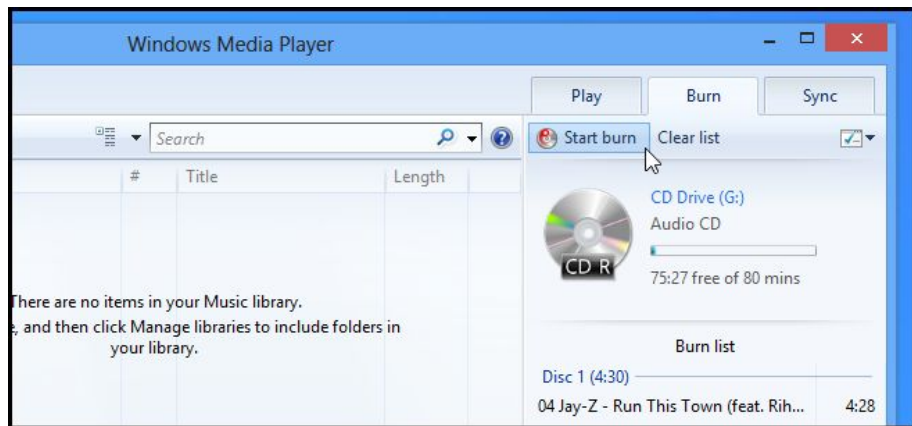 Windows Media Player
Play Burn Sync
Search
Start burn Clear list
# Title Length
CD Drive (G:)
Audio CD
CD R
75:27 free of 80 mins
There are no items in your Music library.
, and then click Manage libraries to include folders in
your library.
Burn list
Disc 1 (4:30)
04 Jay-Z - Run This Town (feat. Rih... 4:28